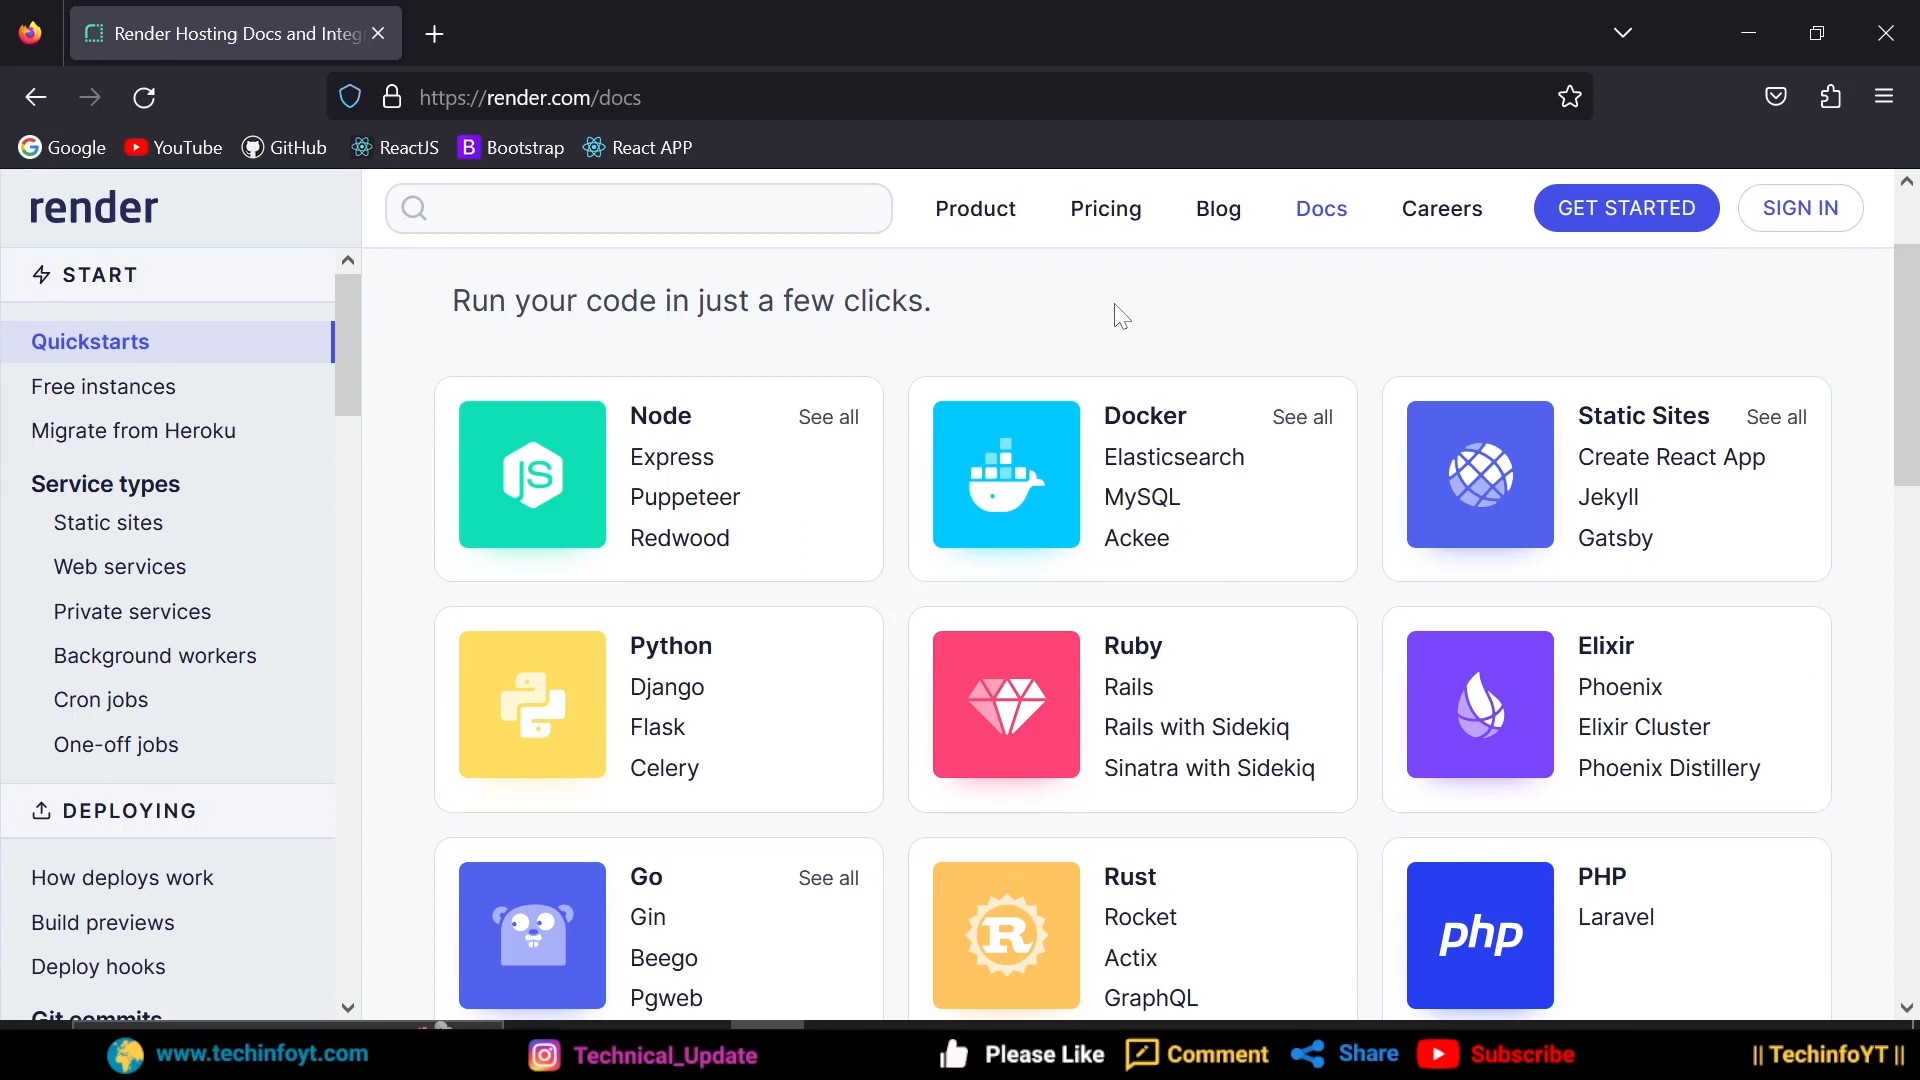 Render Hosting Docs and Integ
https://render.com/docs
Google YouTube GitHub ReactJS B Bootstrap React APP
render
Product Pricing Blog Docs Careers GET STARTED SIGN IN
START
Quickstarts
Free instances
Migrate from Heroku
Service types
Static sites
Web services
Private services
Background workers
Cron jobs
One-off jobs
DEPLOYING
How deploys work
Build previews
Deploy hooks
Git commits
Run your code in just a few clicks.
JS
Node See all
Express
Puppeteer
Redwood
Docker See all
Elasticsearch
MySQL
Ackee
Static Sites See all
Create React App
Jekyll
Gatsby
Python
Django
Flask
Celery
Ruby
Rails
Rails with Sidekiq
Sinatra with Sidekiq
Elixir
Phoenix
Elixir Cluster
Phoenix Distillery
Go See all
Gin
Beego
Pgweb
R
Rust
Rocket
Actix
GraphQL
php
PHP
Laravel
www.techinfoyt.com Technical_Update Please Like Comment Share Subscribe || TechinfoYT ||